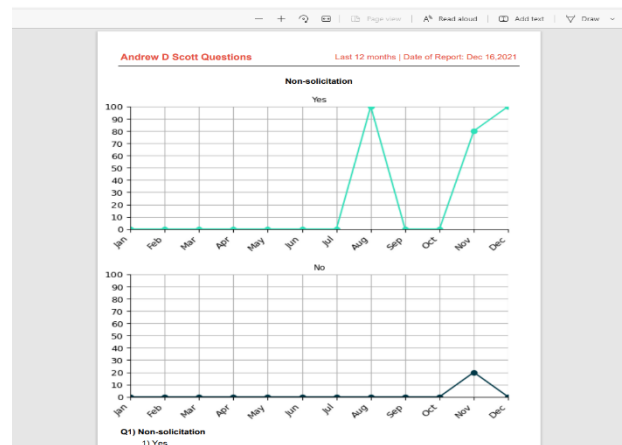 Page view
Read aloud
Add text
Draw
Andrew D Scott Questions
Last 12 months | Date of Report: Dec 16,2021
Non-solicitation
Yes
100
90
80
70
60
50
40
30
20
10
0
Jan Feb Mar Apr May Jun Jul Aug Sep Oct Nov Dec
No
100
90
80
70
60
50
40
30
20
10
0
Jan Feb Mar Apr May Jun Jul Aug Sep Oct Nov Dec
Q1) Non-solicitation
1) Yes